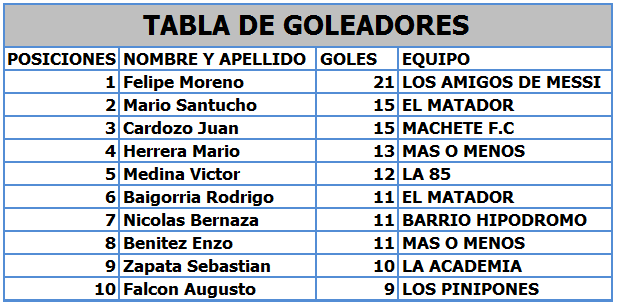 TABLA DE GOLEADORES
POSICIONES NOMBRE Y APELLIDO GOLES EQUIPO
1 Felipe Moreno 21 LOS AMIGOS DE MESSI
2 Mario Santucho 15 EL MATADOR
3 Cardozo Juan 15 MACHETE F.C
4 Herrera Mario 13 MAS O MENOS
5 Medina Victor 12 LA 85
6 Baigorria Rodrigo 11 EL MATADOR
7 Nicolas Bernaza 11 BARRIO HIPODROMO
8 Benitez Enzo 11 MAS O MENOS
9 Zapata Sebastian 10 LA ACADEMIA
10 Falcon Augusto 9 LOS PINIPONES